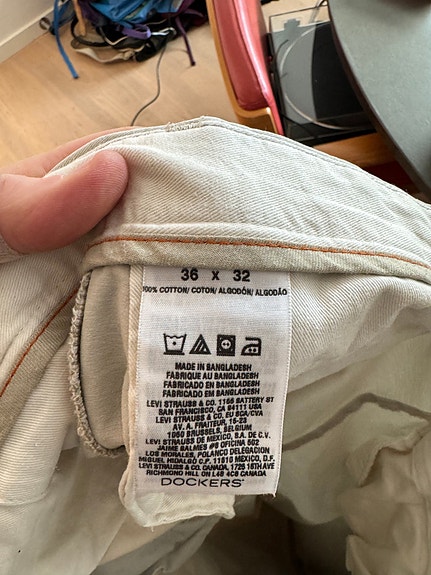 36 x 32
100% COTTON/ COTON/ ALGODÓN/ ALGODÃO
MADE IN BANGLADESH
FABRIQUE AU BANGLADESH
FABRICADO EN BANGLADESH
FABRICADO EM BANGLADESH
LEVI STRAUSS & CO. 1155 BATTERY ST
SAN FRANCISCO, CA 94111 USA
LEVI STRAUSS & CO. EU SCA/CVA
AV. A. FRAITEUR, 15-23
1050 BRUSSELS, BELGIUM
LEVI STRAUSS DE MEXICO, S.A. DE C.V.
JAIME BALMES #8 OFICINA 602
LOS MORALES, POLANCO DELEGACION
MIGUEL HIDALGO C.P. 11510 MEXICO, D.F.
LEVI STRAUSS & CO. CANADA, 1725 16TH AVE
RICHMOND HILL ON L4B 4C6 CANADA
DOCKERS®